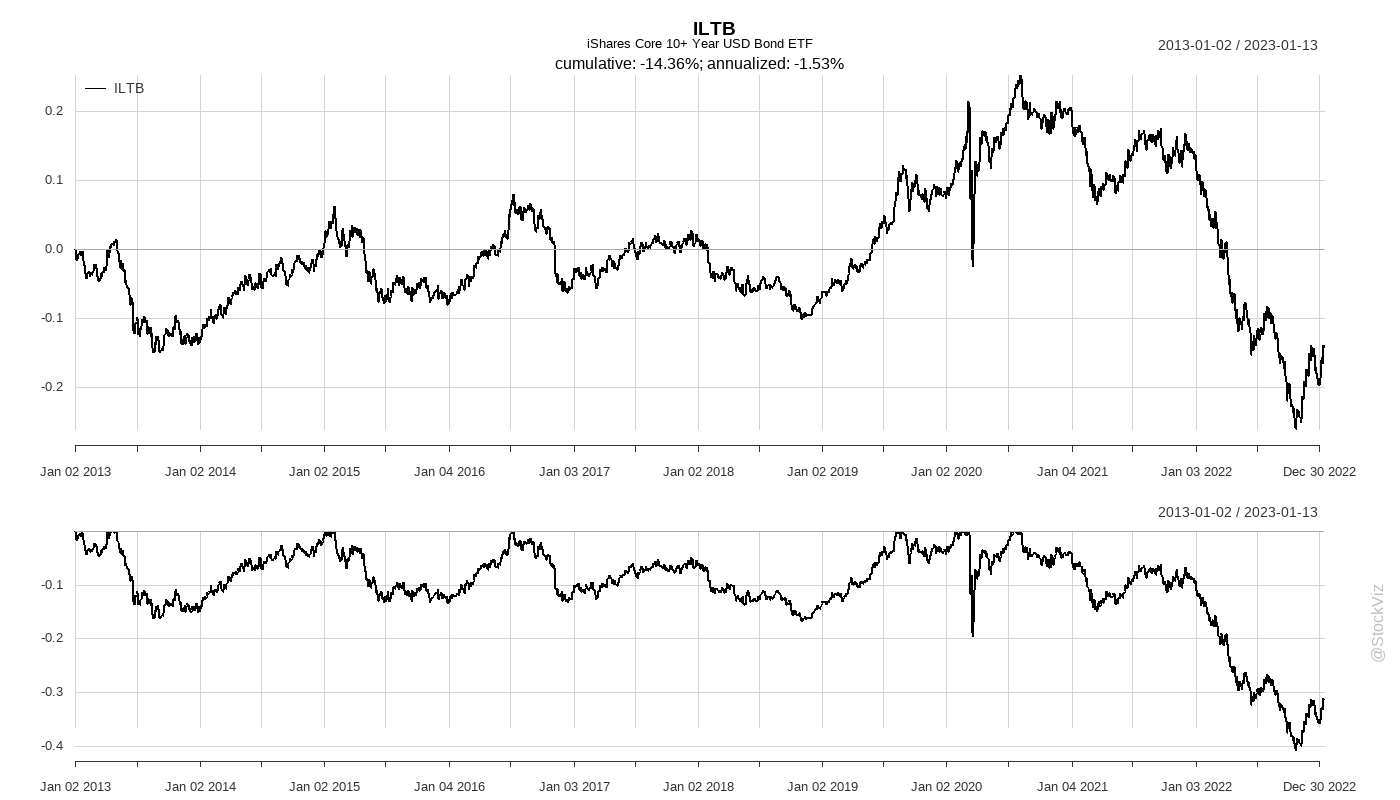 ILTB
iShares Core 10+ Year USD Bond ETF
cumulative: -14.36%; annualized: -1.53%
2013-01-02 / 2023-01-13
ILTB
0.2
0.1
0.0
-0.1
-0.2
Jan 02 2013 Jan 02 2014 Jan 02 2015 Jan 04 2016 Jan 03 2017 Jan 02 2018 Jan 02 2019 Jan 02 2020 Jan 04 2021 Jan 03 2022 Dec 30 2022
2013-01-02 / 2023-01-13
-0.1
-0.2
-0.3
-0.4
Jan 02 2013 Jan 02 2014 Jan 02 2015 Jan 04 2016 Jan 03 2017 Jan 02 2018 Jan 02 2019 Jan 02 2020 Jan 04 2021 Jan 03 2022 Dec 30 2022
@StockViz